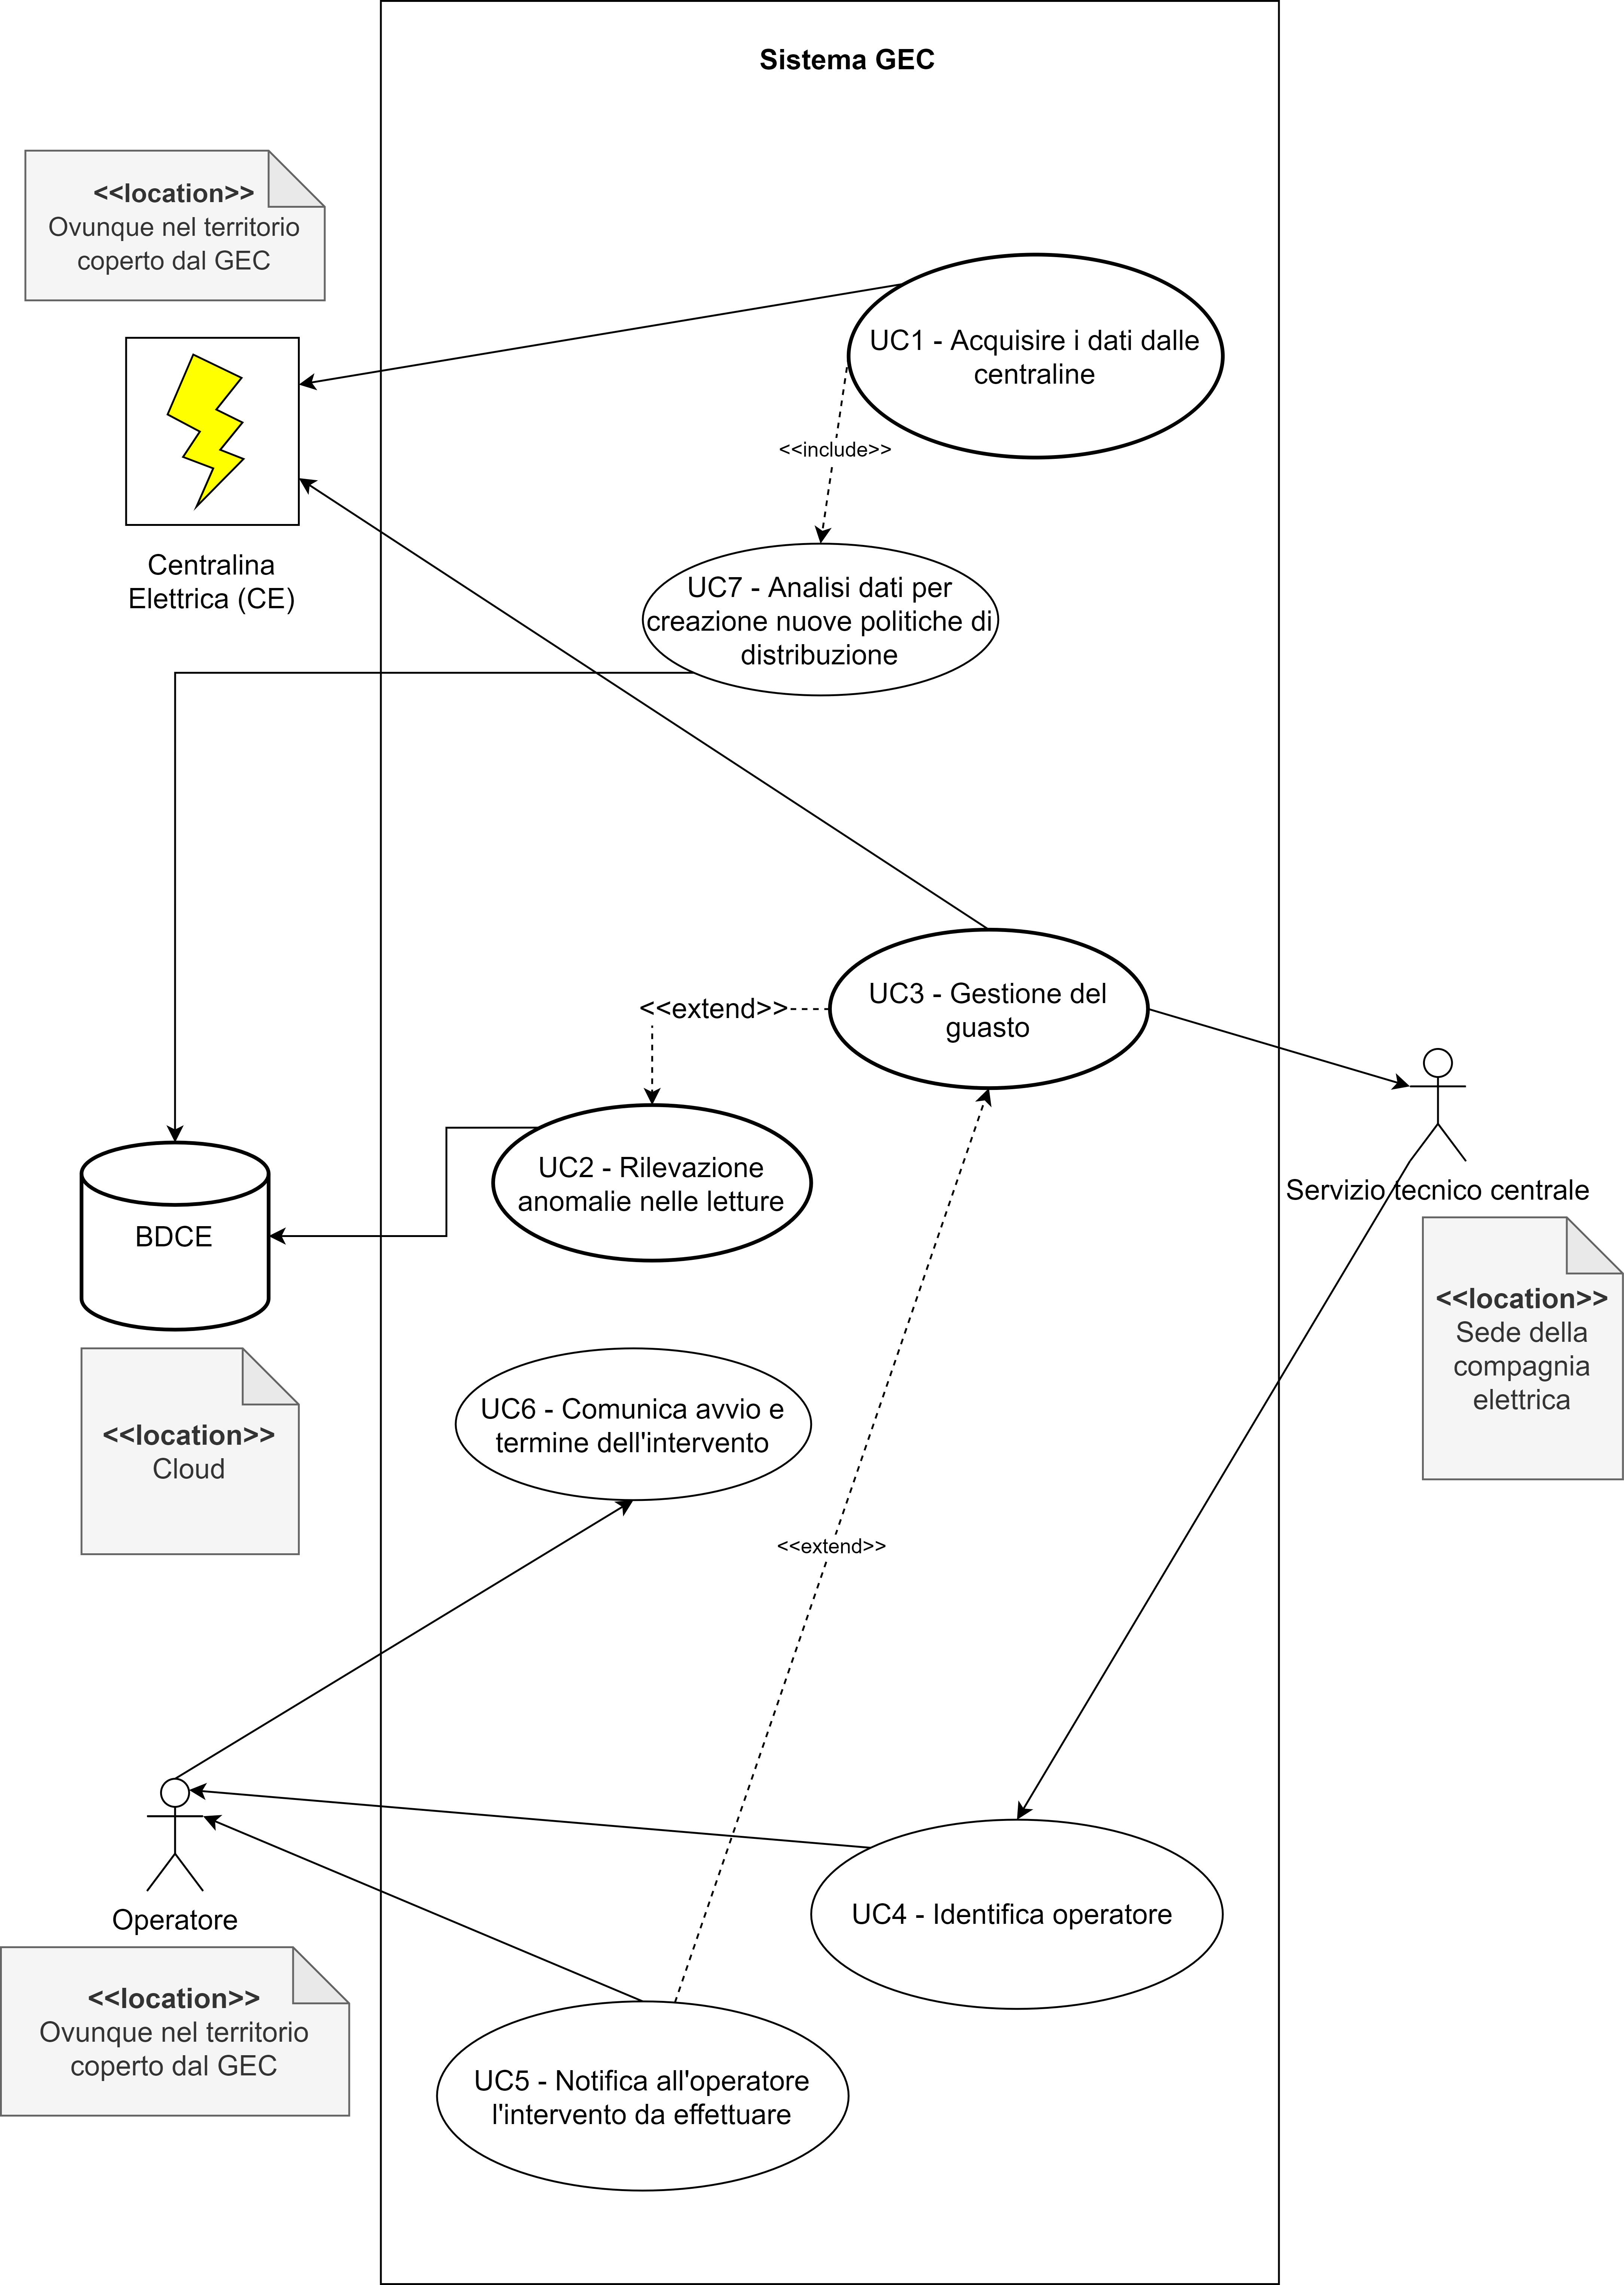 Sistema GEC
<<location>>
Ovunque nel territorio
coperto dal GEC
UC1 - Acquisire i dati dalle
centraline
<<include>>
Centralina
Elettrica (CE)
UC7 - Analisi dati per
creazione nuove politiche di
distribuzione
UC3 - Gestione del
guasto
<<extend>>
UC2 - Rilevazione
anomalie nelle letture
Servizio tecnico centrale
BDCE
<<location>>
Sede della
compagnia
elettrica
<<location>>
Cloud
UC6 - Comunica avvio e
termine dell'intervento
<<extend>>
UC4 - Identifica operatore
Operatore
<<location>>
Ovunque nel territorio
coperto dal GEC
UC5 - Notifica all'operatore
l'intervento da effettuare